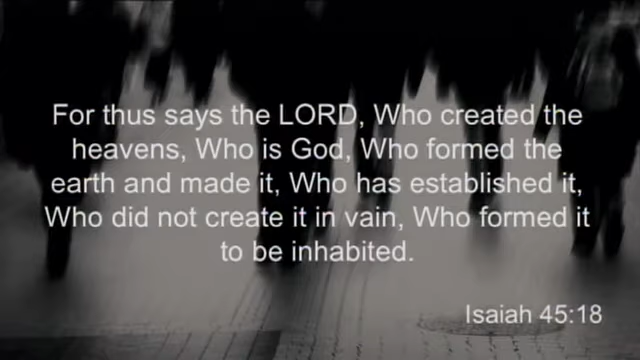 For thus says the LORD, Who created the
heavens, Who is God, Who formed the
earth and made it, Who has established it,
Who did not create it in vain, Who formed it
to be inhabited.
Isaiah 45:18